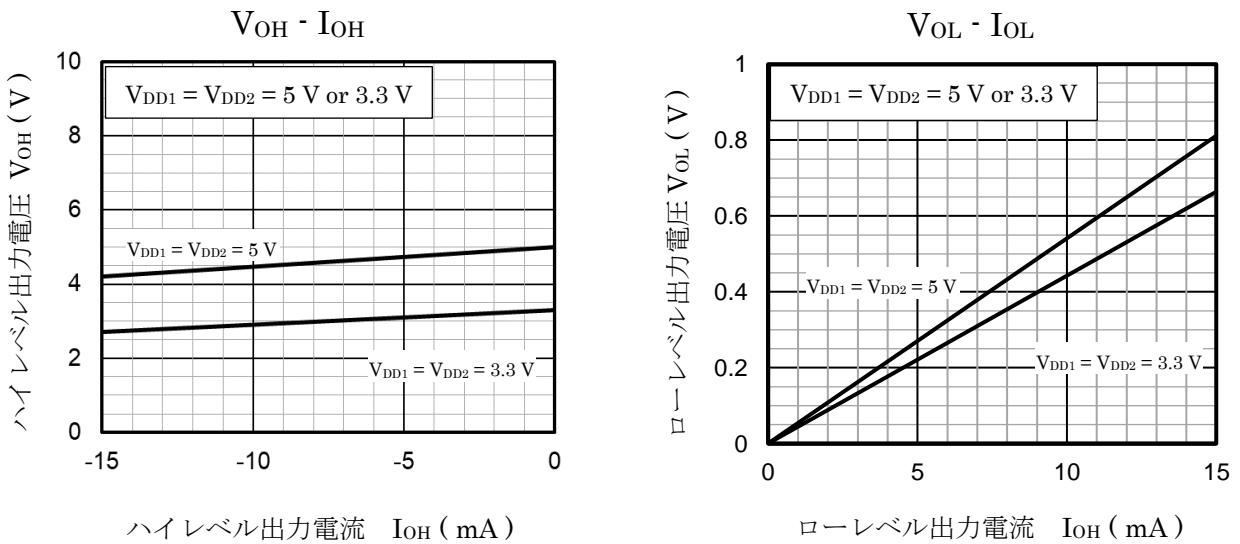 VOH - IOH
10
8
6
4
2
0
-15
-10
-5
0
VDD1 = VDD2 = 5 V or 3.3 V
VDD1 = VDD2 = 5 V
VDD1 = VDD2 = 3.3 V
ハイレベル出力電圧 VOH ( V )
ハイレベル出力電流 IOH ( mA )
VOL - IOL
1
0.8
0.6
0.4
0.2
0
0
5
10
15
VDD1 = VDD2 = 5 V or 3.3 V
VDD1 = VDD2 = 5 V
VDD1 = VDD2 = 3.3 V
ローレベル出力電圧 VOL ( V )
ローレベル出力電流 IOH ( mA )